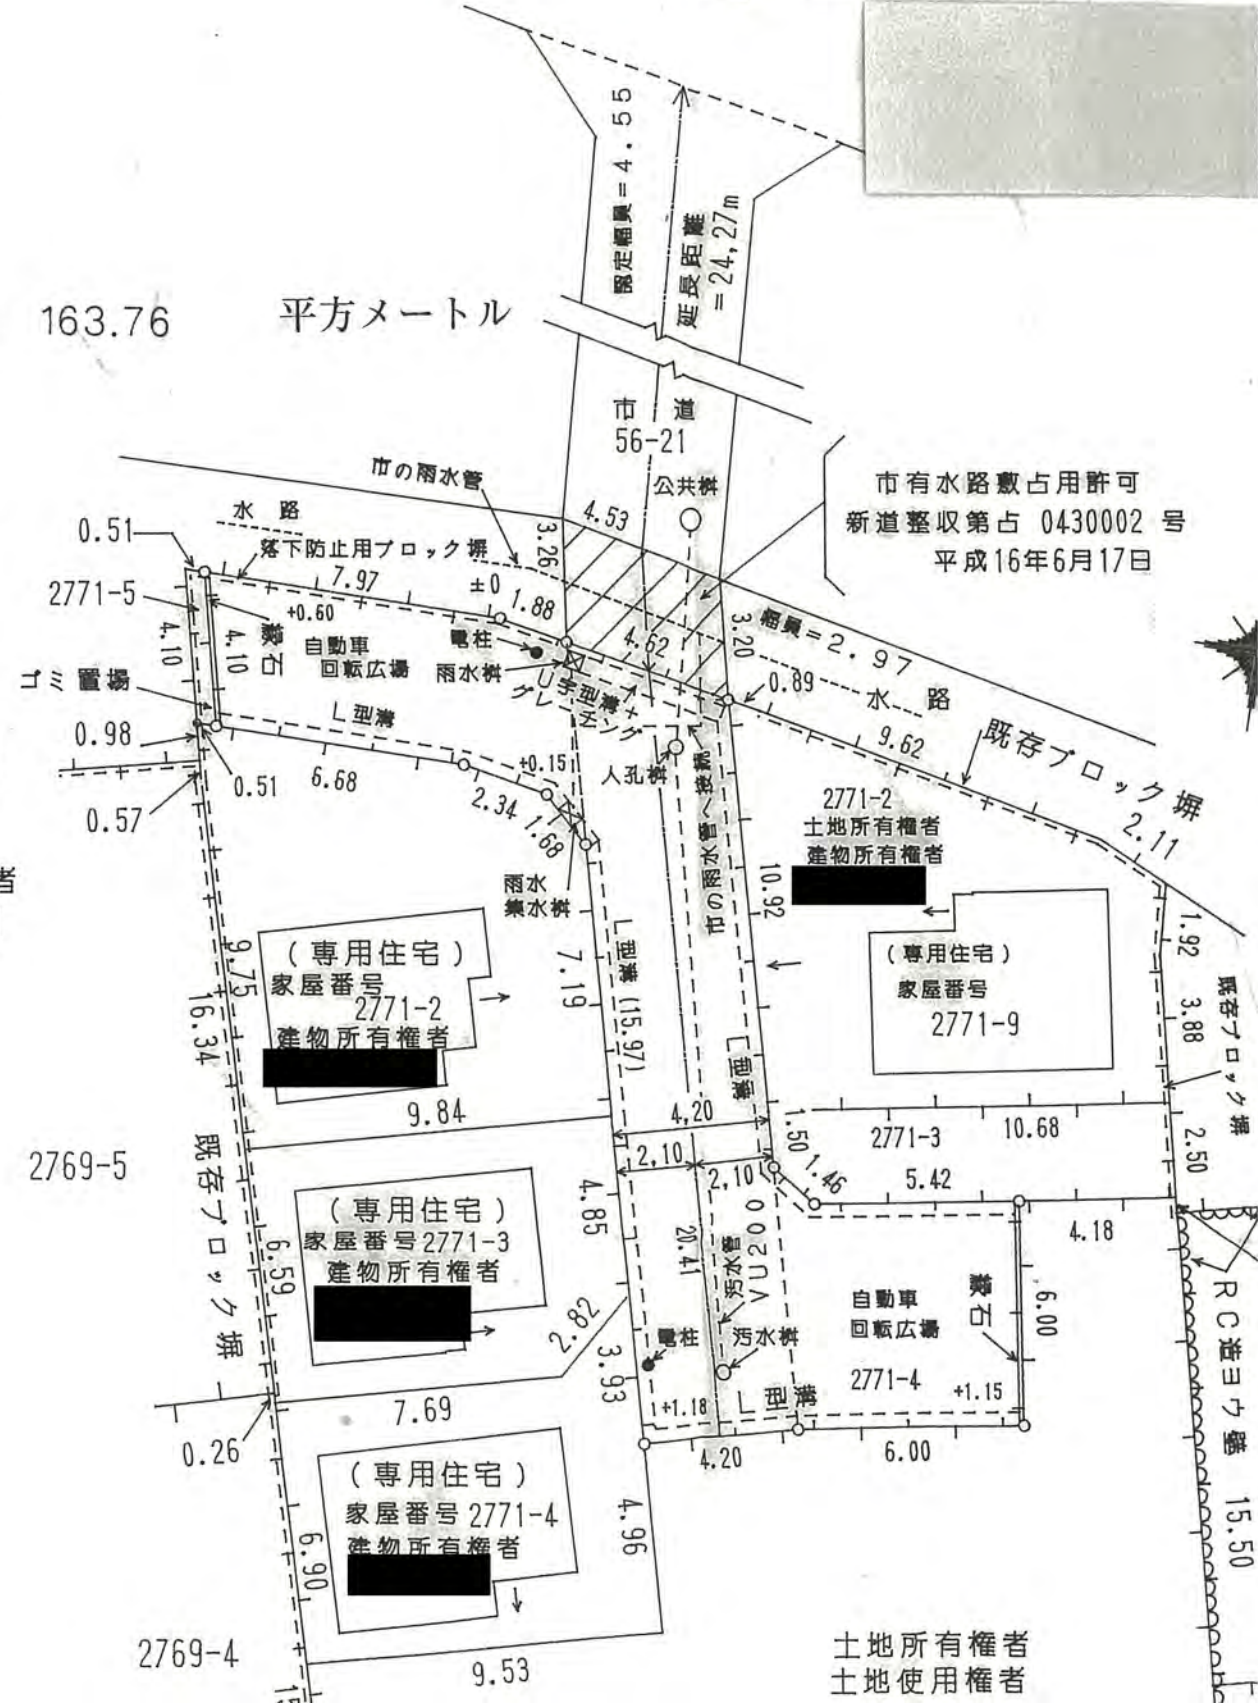 認定幅員=4.55
延長距離
=24,27m
163.76 平方メートル
市道
56-21
公共桝
市の雨水管
市有水路敷占用許可
新道整収第占 0430002 号
平成16年6月17日
水路
0.51
落下防止用ブロック塀
7.97
4.53
3.26
±0
1.88
2771-5
+0.60
4.10
4.10
縁石
自動車
回転広場
電柱
雨水桝
U字型溝+
グレーチング
4.62
3.20
幅員=2.97
0.89
水路
9.62
既存ブロック塀
2.11
ゴミ置場
L型溝
0.98
0.51
6.68
+0.15
2.34
1.68
0.57
人孔桝
市の雨水管へ接続
2771-2
土地所有権者
建物所有権者
10.92
雨水
集水桝
(専用住宅)
家屋番号
2771-2
建物所有権者
9.75
16.34
7.19
L型溝
(15.97)
L型溝
(専用住宅)
家屋番号
2771-9
1.92
3.88
既存ブロック塀
9.84
4.20
1.50
2771-3
10.68
2.50
2769-5
既存ブロック塀
2.10
2.10
1.46
5.42
4.18
(専用住宅)
家屋番号2771-3
建物所有権者
6.59
4.85
20.41
汚水管
VU200
自動車
回転広場
縁石
6.00
RC造ヨウ壁
15.50
2.82
3.93
電柱
汚水桝
2771-4
+1.15
+1.18
L型溝
7.69
0.26
4.20
6.00
(専用住宅)
家屋番号 2771-4
建物所有権者
6.90
4.96
2769-4
9.53
土地所有権者
土地使用権者